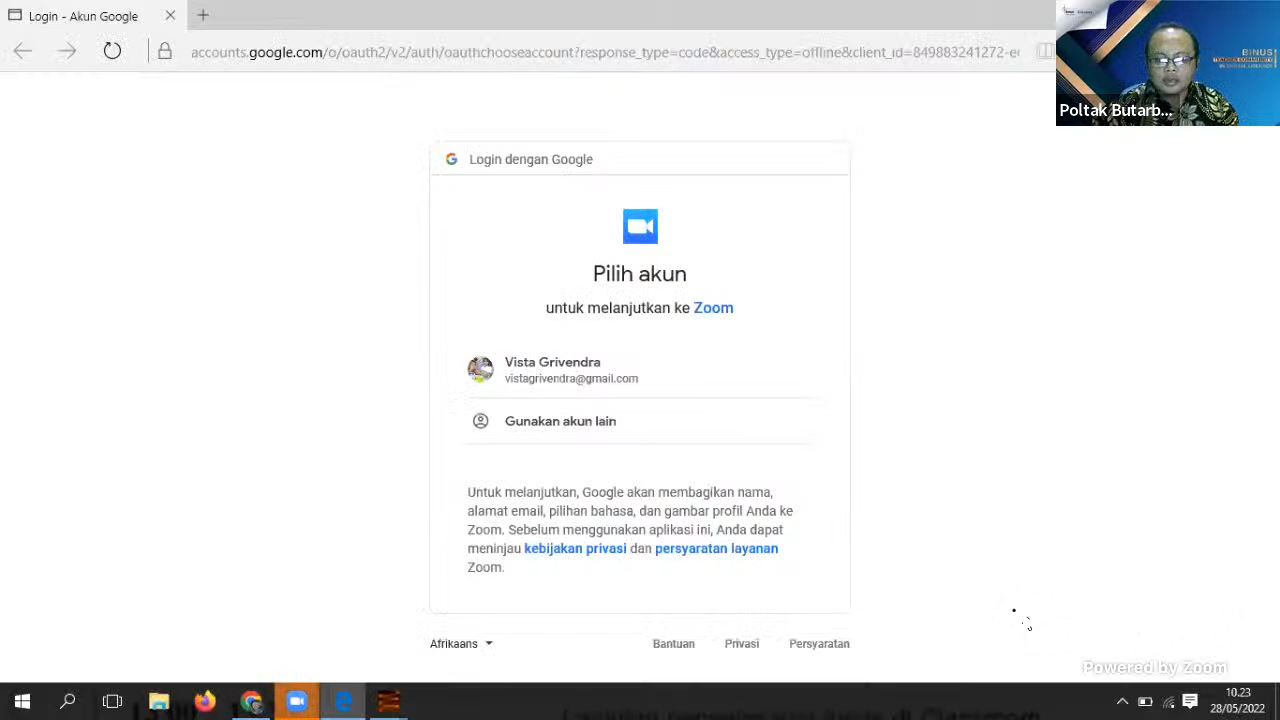 Login - Akun Google
accounts.google.com/o/oauth2/v2/auth/oauthchooseaccount?response_type=code&access_type=offline&client_id=849883241272-e
BINUS
TEACHER COMMUNITY
Poltak Butarb...
Login dengan Google
Pilih akun
untuk melanjutkan ke Zoom
Vista Grivendra
vistagrivendra@gmail.com
Gunakan akun lain
Untuk melanjutkan, Google akan membagikan nama,
alamat email, pilihan bahasa, dan gambar profil Anda ke
Zoom. Sebelum menggunakan aplikasi ini, Anda dapat
meninjau kebijakan privasi dan persyaratan layanan
Zoom.
Afrikaans
Bantuan Privasi Persyaratan
Powered by Zoom
10.23
28/05/2022